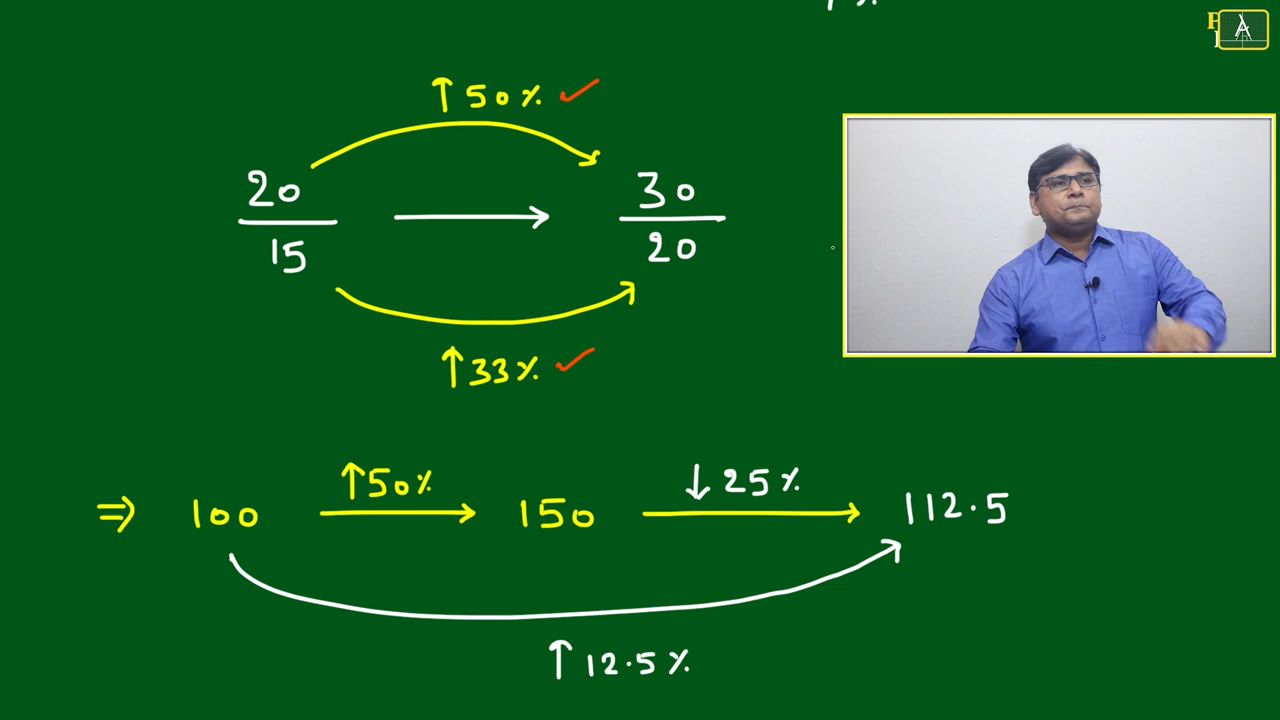 ↑ 50% ✓
20/15 → 30/20
↑ 33% ✓
⇒ 100 ↑50% → 150 ↓ 25% → 112.5
↑ 12.5%